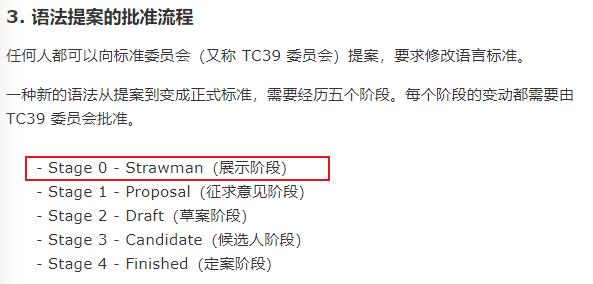 3. 语法提案的批准流程
任何人都可以向标准委员会（又称 TC39 委员会）提案，要求修改语言标准。
一种新的语法从提案到变成正式标准，需要经历五个阶段。每个阶段的变动都需要由
TC39 委员会批准。
- Stage 0 - Strawman（展示阶段）
- Stage 1 - Proposal（征求意见阶段）
- Stage 2 - Draft（草案阶段）
- Stage 3 - Candidate（候选人阶段）
- Stage 4 - Finished（定案阶段）